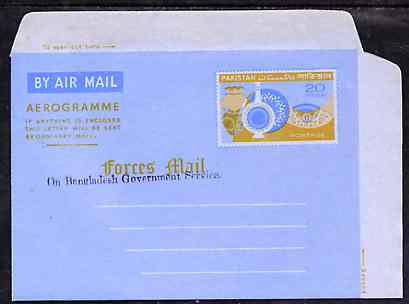 To open cut here
BY AIR MAIL
PAKISTAN پاکستان পাকিস্তান
20
AEROGRAMME
IF ANYTHING IS ENCLOSED
THIS LETTER WILL BE SENT
BY ORDINARY MAIL.
POSTAGE
Forces Mail
On Bangladesh Government Service.